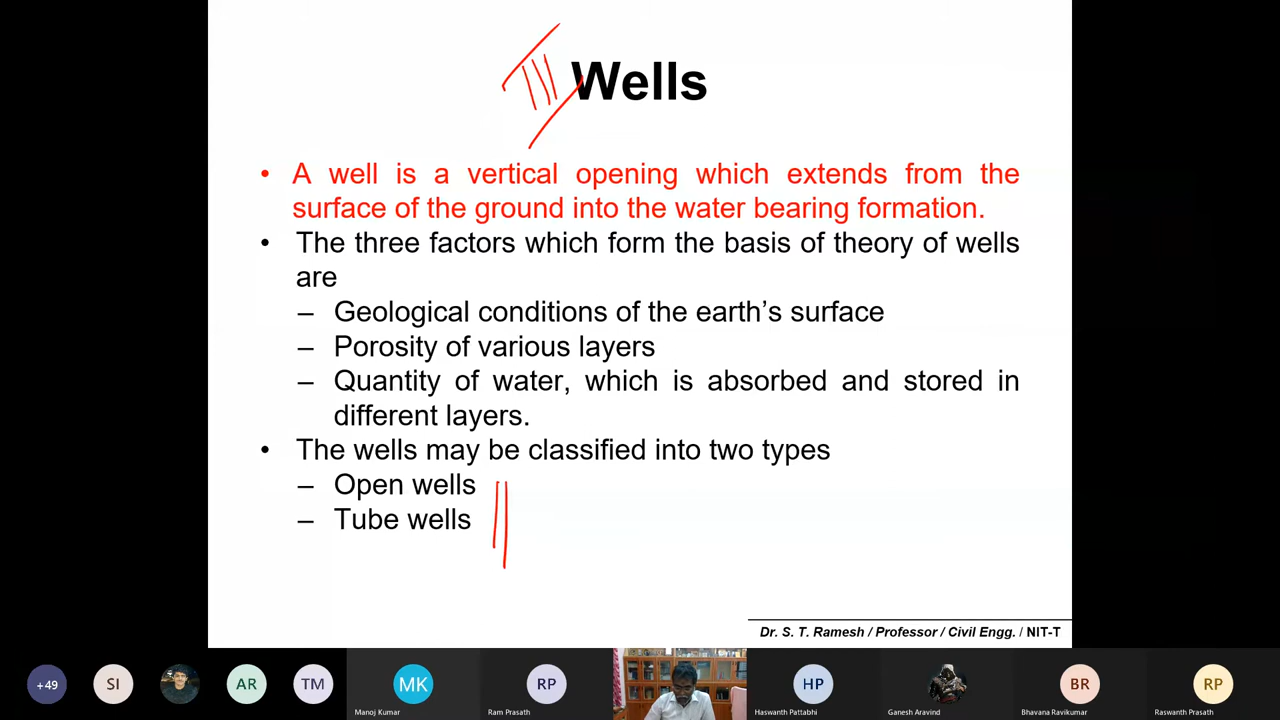 III Wells
• A well is a vertical opening which extends from the
surface of the ground into the water bearing formation.
• The three factors which form the basis of theory of wells
are
– Geological conditions of the earth’s surface
– Porosity of various layers
– Quantity of water, which is absorbed and stored in
different layers.
• The wells may be classified into two types
– Open wells
– Tube wells
Dr. S. T. Ramesh / Professor / Civil Engg. / NIT-T
+49 SI AR TM MK RP HP BR RP
Manoj Kumar Ram Prasath Haswanth Pattabhi Ganesh Aravind Bhavana Ravikumar Raswanth Prasath